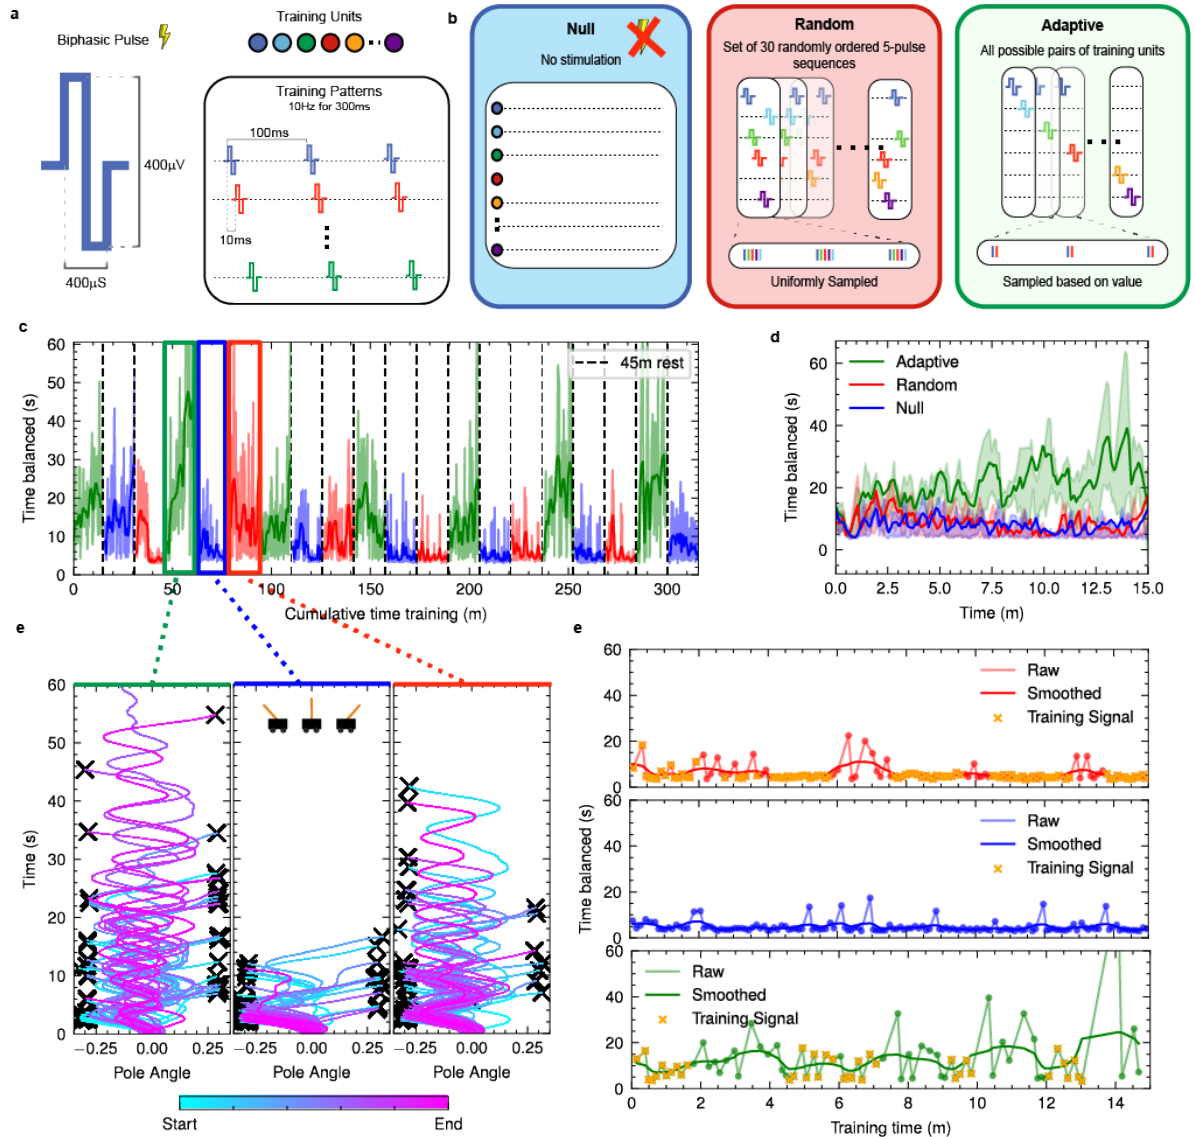 a
Biphasic Pulse
400μV
400μS
Training Units
Training Patterns
10Hz for 300ms
100ms
10ms
b
Null
No stimulation
Random
Set of 30 randomly ordered 5-pulse
sequences
Uniformly Sampled
Adaptive
All possible pairs of training units
Sampled based on value
c
Time balanced (s)
60
50
40
30
20
10
0
45m rest
0 50 100 150 200 250 300
Cumulative time training (m)
d
Time balanced (s)
60
40
20
0
Adaptive
Random
Null
0.0 2.5 5.0 7.5 10.0 12.5 15.0
Time (m)
e
Time (s)
60
50
40
30
20
10
0
−0.25 0.00 0.25
Pole Angle
−0.25 0.00 0.25
Pole Angle
−0.25 0.00 0.25
Pole Angle
Start End
e
Time balanced (s)
60
40
20
0
Raw
Smoothed
Training Signal
60
40
20
0
Raw
Smoothed
Training Signal
60
40
20
0
Raw
Smoothed
Training Signal
0 2 4 6 8 10 12 14
Training time (m)